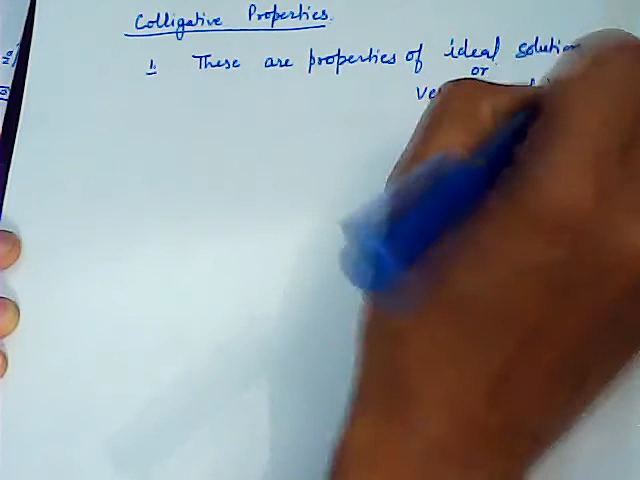 Colligative Properties.
1. These are properties of ideal solution
or